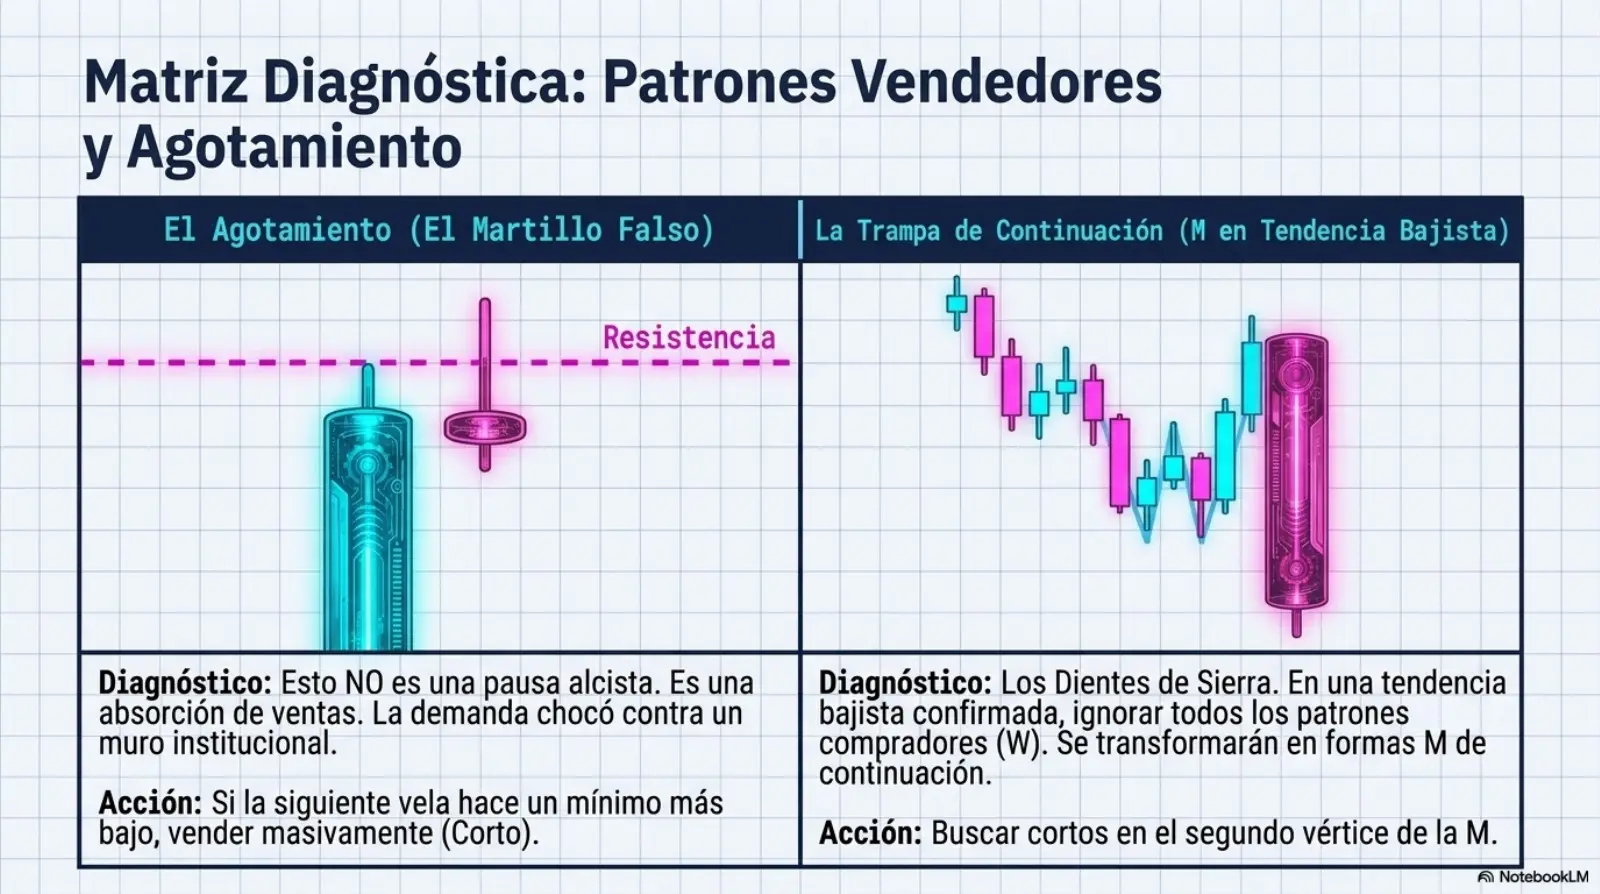 Matriz Diagnóstica: Patrones Vendedores
y Agotamiento
El Agotamiento (El Martillo Falso)
Resistencia
Diagnóstico: Esto NO es una pausa alcista. Es una
absorción de ventas. La demanda chocó contra un
muro institucional.
Acción: Si la siguiente vela hace un mínimo más
bajo, vender masivamente (Corto).
La Trampa de Continuación (M en Tendencia Bajista)
Diagnóstico: Los Dientes de Sierra. En una tendencia
bajista confirmada, ignorar todos los patrones
compradores (W). Se transformarán en formas M de
continuación.
Acción: Buscar cortos en el segundo vértice de la M.
NotebookLM